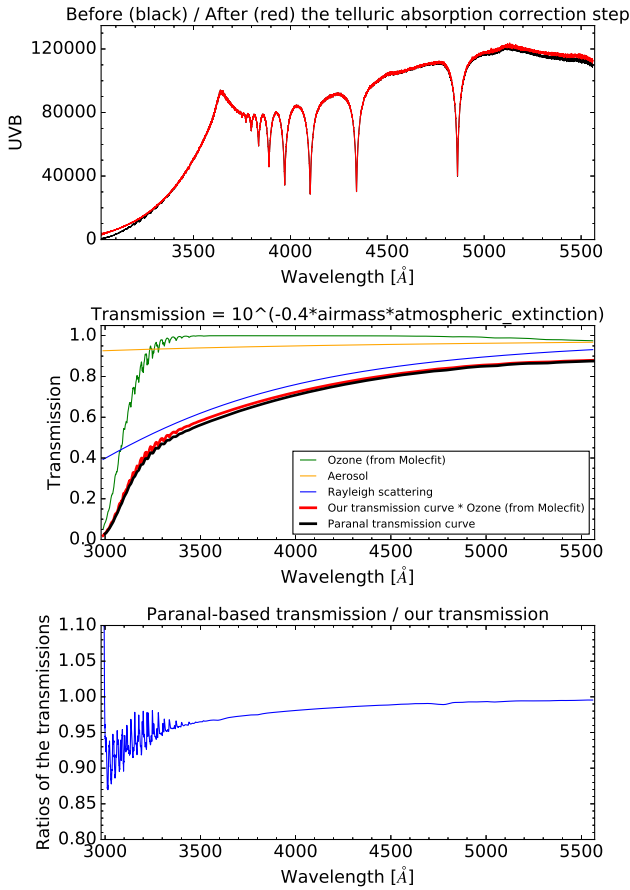 Before (black) / After (red) the telluric absorption correction step
UVB
120000
80000
40000
0
3500 4000 4500 5000 5500
Wavelength [Å]
Transmission = 10^(-0.4*airmass*atmospheric_extinction)
Transmission
1.0
0.8
0.6
0.4
0.2
0.0
Ozone (from Molecfit)
Aerosol
Rayleigh scattering
Our transmission curve * Ozone (from Molecfit)
Paranal transmission curve
3000 3500 4000 4500 5000 5500
Wavelength [Å]
Paranal-based transmission / our transmission
Ratios of the transmissions
1.10
1.05
1.00
0.95
0.90
0.85
0.80
3000 3500 4000 4500 5000 5500
Wavelength [Å]